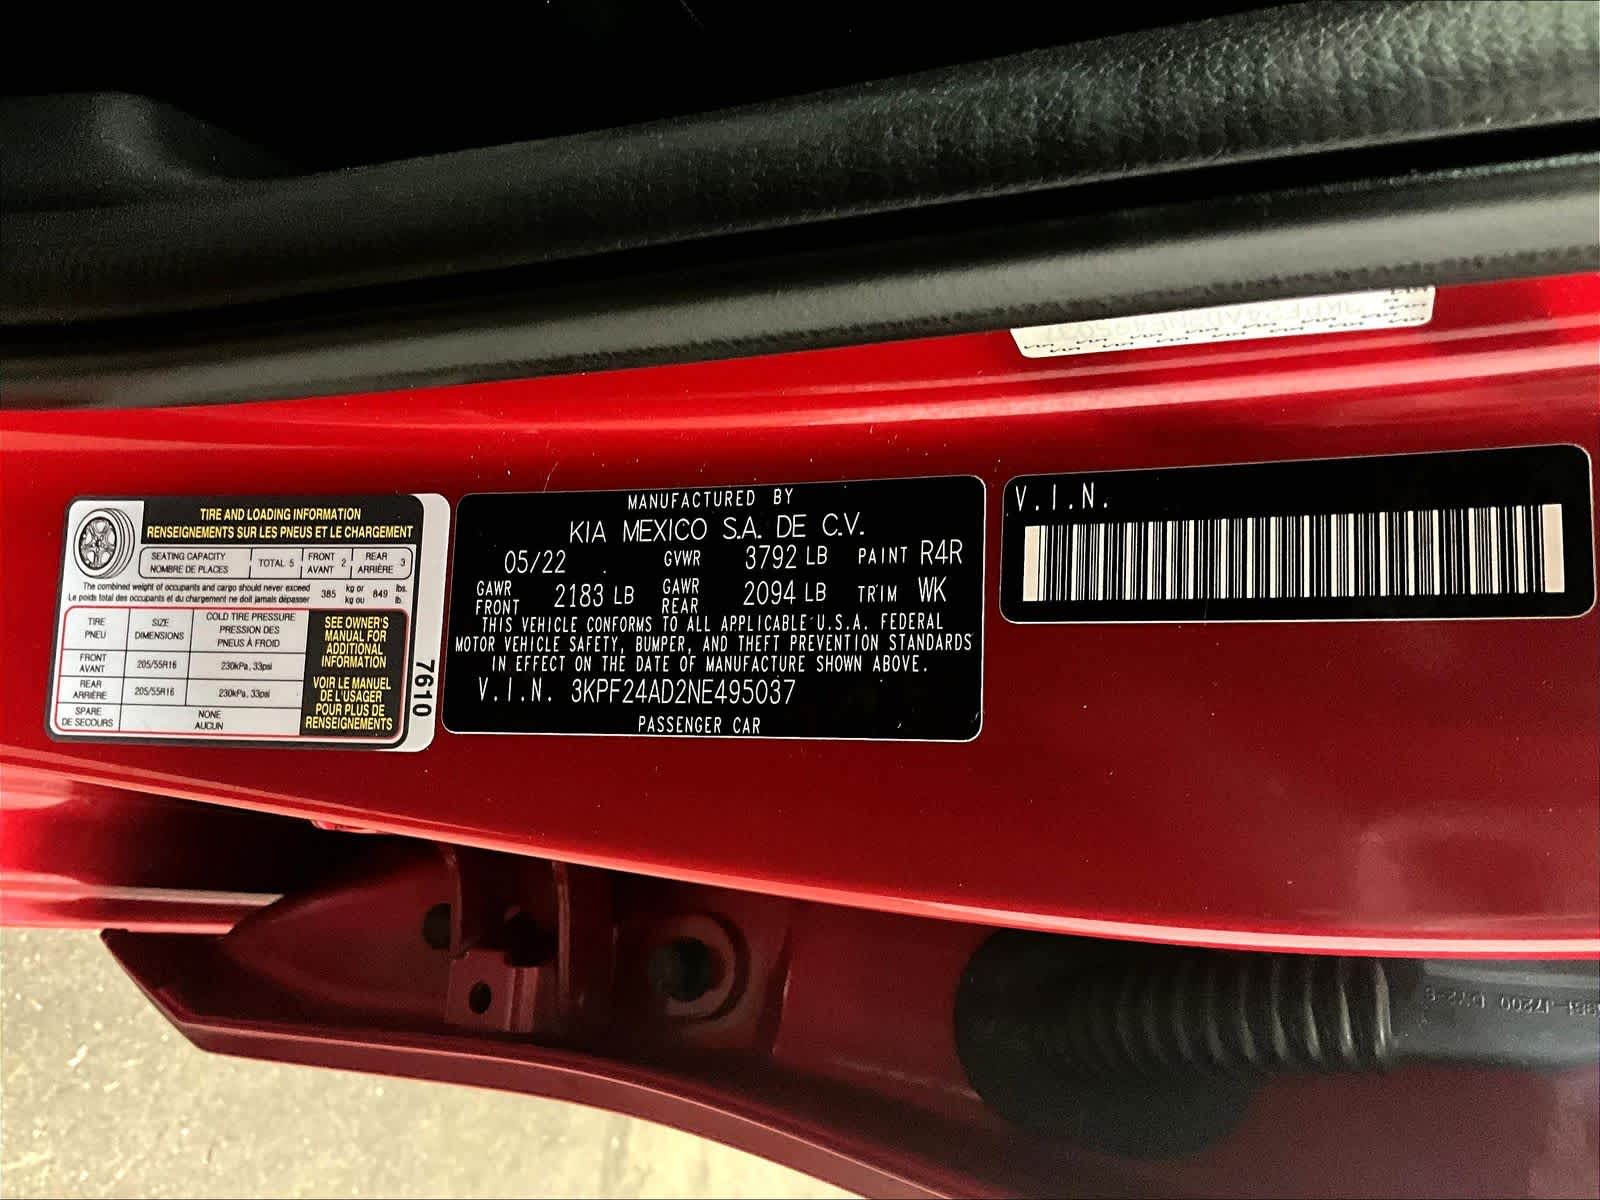 TIRE AND LOADING INFORMATION
RENSEIGNEMENTS SUR LES PNEUS ET LE CHARGEMENT
SEATING CAPACITY
NOMBRE DE PLACES
TOTAL 5
FRONT
AVANT 2
REAR
ARRIÈRE 3
The combined weight of occupants and cargo should never exceed
Le poids total des occupants et du chargement ne doit jamais dépasser
385
kg or
kg ou
849
lbs.
lb.
TIRE
PNEU
SIZE
DIMENSIONS
COLD TIRE PRESSURE
PRESSION DES
PNEUS À FROID
FRONT
AVANT
205/55R16
230kPa, 33psi
REAR
ARRIÈRE
205/55R16
230kPa, 33psi
SPARE
DE SECOURS
NONE
AUCUN
SEE OWNER'S
MANUAL FOR
ADDITIONAL
INFORMATION
VOIR LE MANUEL
DE L'USAGER
POUR PLUS DE
RENSEIGNEMENTS
7610
MANUFACTURED BY
KIA MEXICO S.A. DE C.V.
05/22 GVWR 3792 LB PAINT R4R
GAWR FRONT 2183 LB GAWR REAR 2094 LB TRIM WK
THIS VEHICLE CONFORMS TO ALL APPLICABLE U.S.A. FEDERAL
MOTOR VEHICLE SAFETY, BUMPER, AND THEFT PREVENTION STANDARDS
IN EFFECT ON THE DATE OF MANUFACTURE SHOWN ABOVE.
V.I.N. 3KPF24AD2NE495037
PASSENGER CAR
V.I.N.